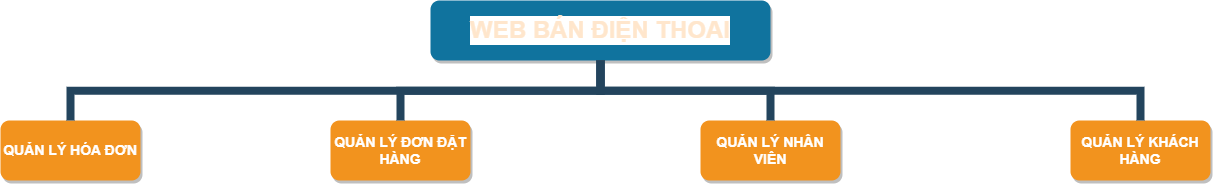 WEB BÁN ĐIỆN THOẠI
QUẢN LÝ HÓA ĐƠN
QUẢN LÝ ĐƠN ĐẶT
HÀNG
QUẢN LÝ NHÂN
VIÊN
QUẢN LÝ KHÁCH
HÀNG